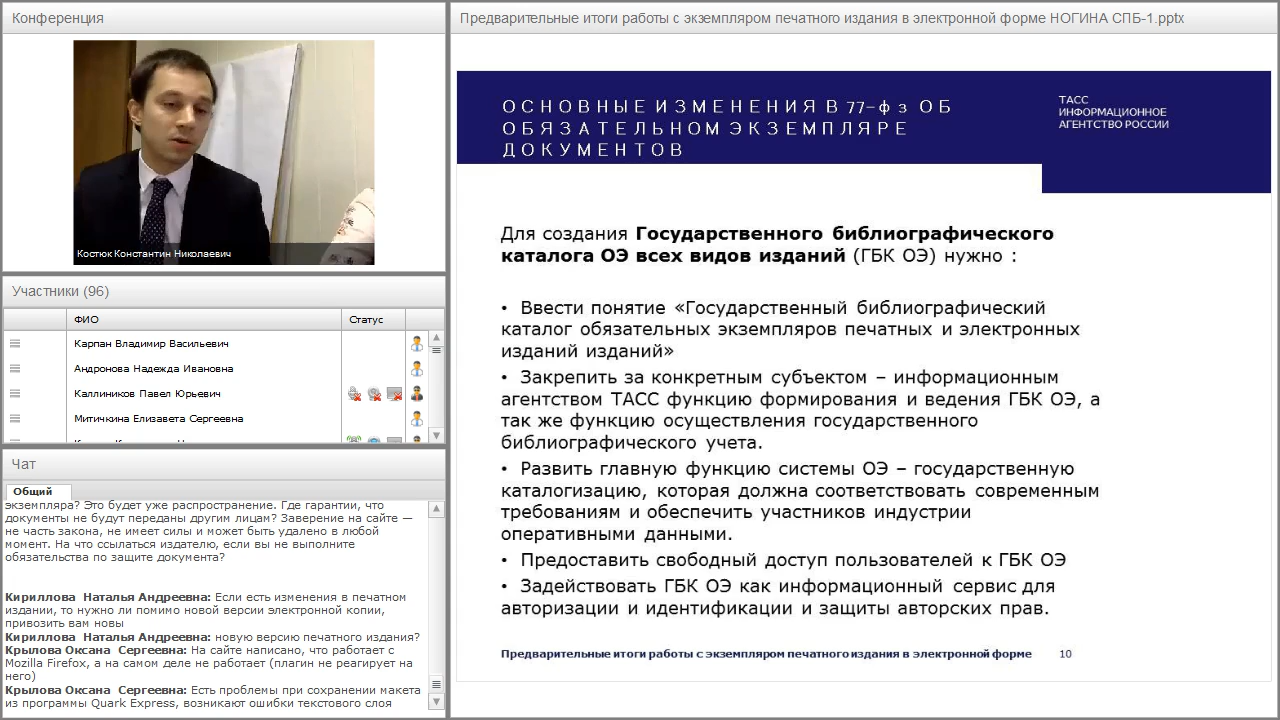 Конференция
Костюк Константин Николаевич
Участники (96)
ФИО
Статус
Карпан Владимир Васильевич
Андронова Надежда Ивановна
Каллиников Павел Юрьевич
Митичкина Елизавета Сергеевна
Чат
Общий
экземпляра? Это будет уже распространение. Где гарантии, что
документы не будут переданы другим лицам? Заверение на сайте —
не часть закона, не имеет силы и может быть удалено в любой
момент. На что ссылаться издателю, если вы не выполните
обязательства по защите документа?
Кириллова Наталья Андреевна: Если есть изменения в печатном
издании, то нужно ли помимо новой версии электронной копии,
привозить вам новы
Кириллова Наталья Андреевна: новую версию печатного издания?
Крылова Оксана Сергеевна: На сайте написано, что работает с
Mozilla Firefox, а на самом деле не работает (плагин не реагирует на
него)
Крылова Оксана Сергеевна: Есть проблемы при сохранении макета
из программы Quark Express, возникают ошибки текстового слоя
Предварительные итоги работы с экземпляром печатного издания в электронной форме НОГИНА СПБ-1.pptx
ОСНОВНЫЕ ИЗМЕНЕНИЯ В 77-ф з ОБ
ОБЯЗАТЕЛЬНОМ ЭКЗЕМПЛЯРЕ
ДОКУМЕНТОВ
ТАСС
ИНФОРМАЦИОННОЕ
АГЕНТСТВО РОССИИ
Для создания Государственного библиографического
каталога ОЭ всех видов изданий (ГБК ОЭ) нужно :
• Ввести понятие «Государственный библиографический
каталог обязательных экземпляров печатных и электронных
изданий изданий»
• Закрепить за конкретным субъектом – информационным
агентством ТАСС функцию формирования и ведения ГБК ОЭ, а
так же функцию осуществления государственного
библиографического учета.
• Развить главную функцию системы ОЭ – государственную
каталогизацию, которая должна соответствовать современным
требованиям и обеспечить участников индустрии
оперативными данными.
• Предоставить свободный доступ пользователей к ГБК ОЭ
• Задействовать ГБК ОЭ как информационный сервис для
авторизации и идентификации и защиты авторских прав.
Предварительные итоги работы с экземпляром печатного издания в электронной форме 10